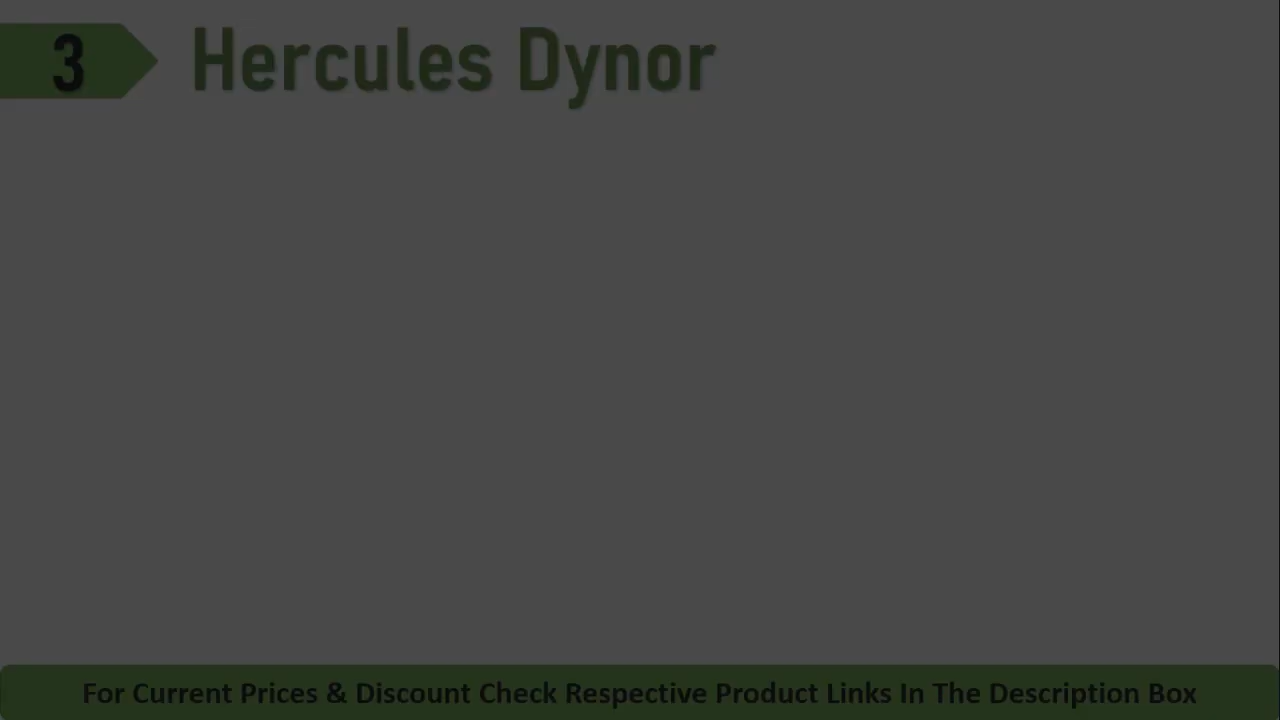 3 Hercules Dynor
For Current Prices & Discount Check Respective Product Links In The Description Box